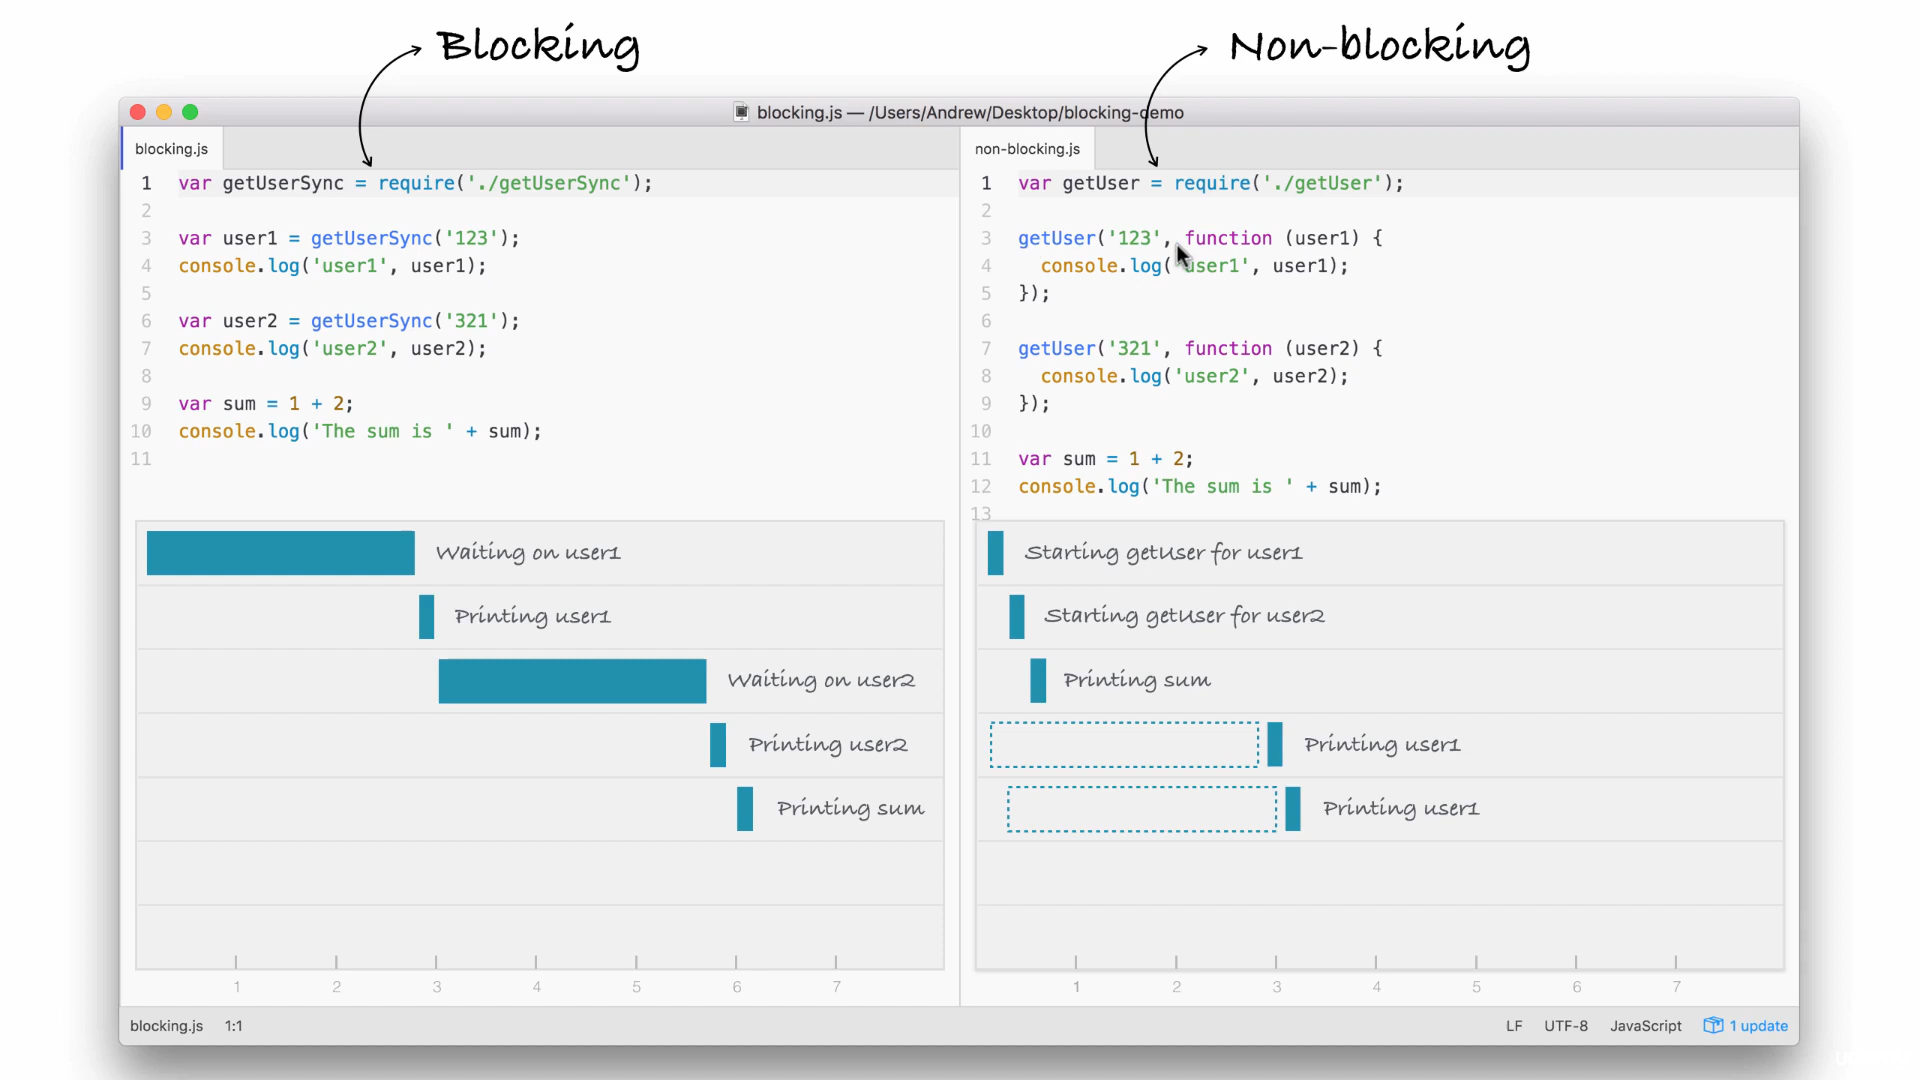 Blocking
Non-blocking
blocking.js — /Users/Andrew/Desktop/blocking-demo
blocking.js
1 var getUserSync = require('./getUserSync');
2
3 var user1 = getUserSync('123');
4 console.log('user1', user1);
5
6 var user2 = getUserSync('321');
7 console.log('user2', user2);
8
9 var sum = 1 + 2;
10 console.log('The sum is ' + sum);
11
Waiting on user1
Printing user1
Waiting on user2
Printing user2
Printing sum
1 2 3 4 5 6 7
non-blocking.js
1 var getUser = require('./getUser');
2
3 getUser('123', function (user1) {
4 console.log('user1', user1);
5 });
6
7 getUser('321', function (user2) {
8 console.log('user2', user2);
9 });
10
11 var sum = 1 + 2;
12 console.log('The sum is ' + sum);
13
Starting getUser for user1
Starting getUser for user2
Printing sum
Printing user1
Printing user1
1 2 3 4 5 6 7
blocking.js 1:1
LF UTF-8 JavaScript 1 update